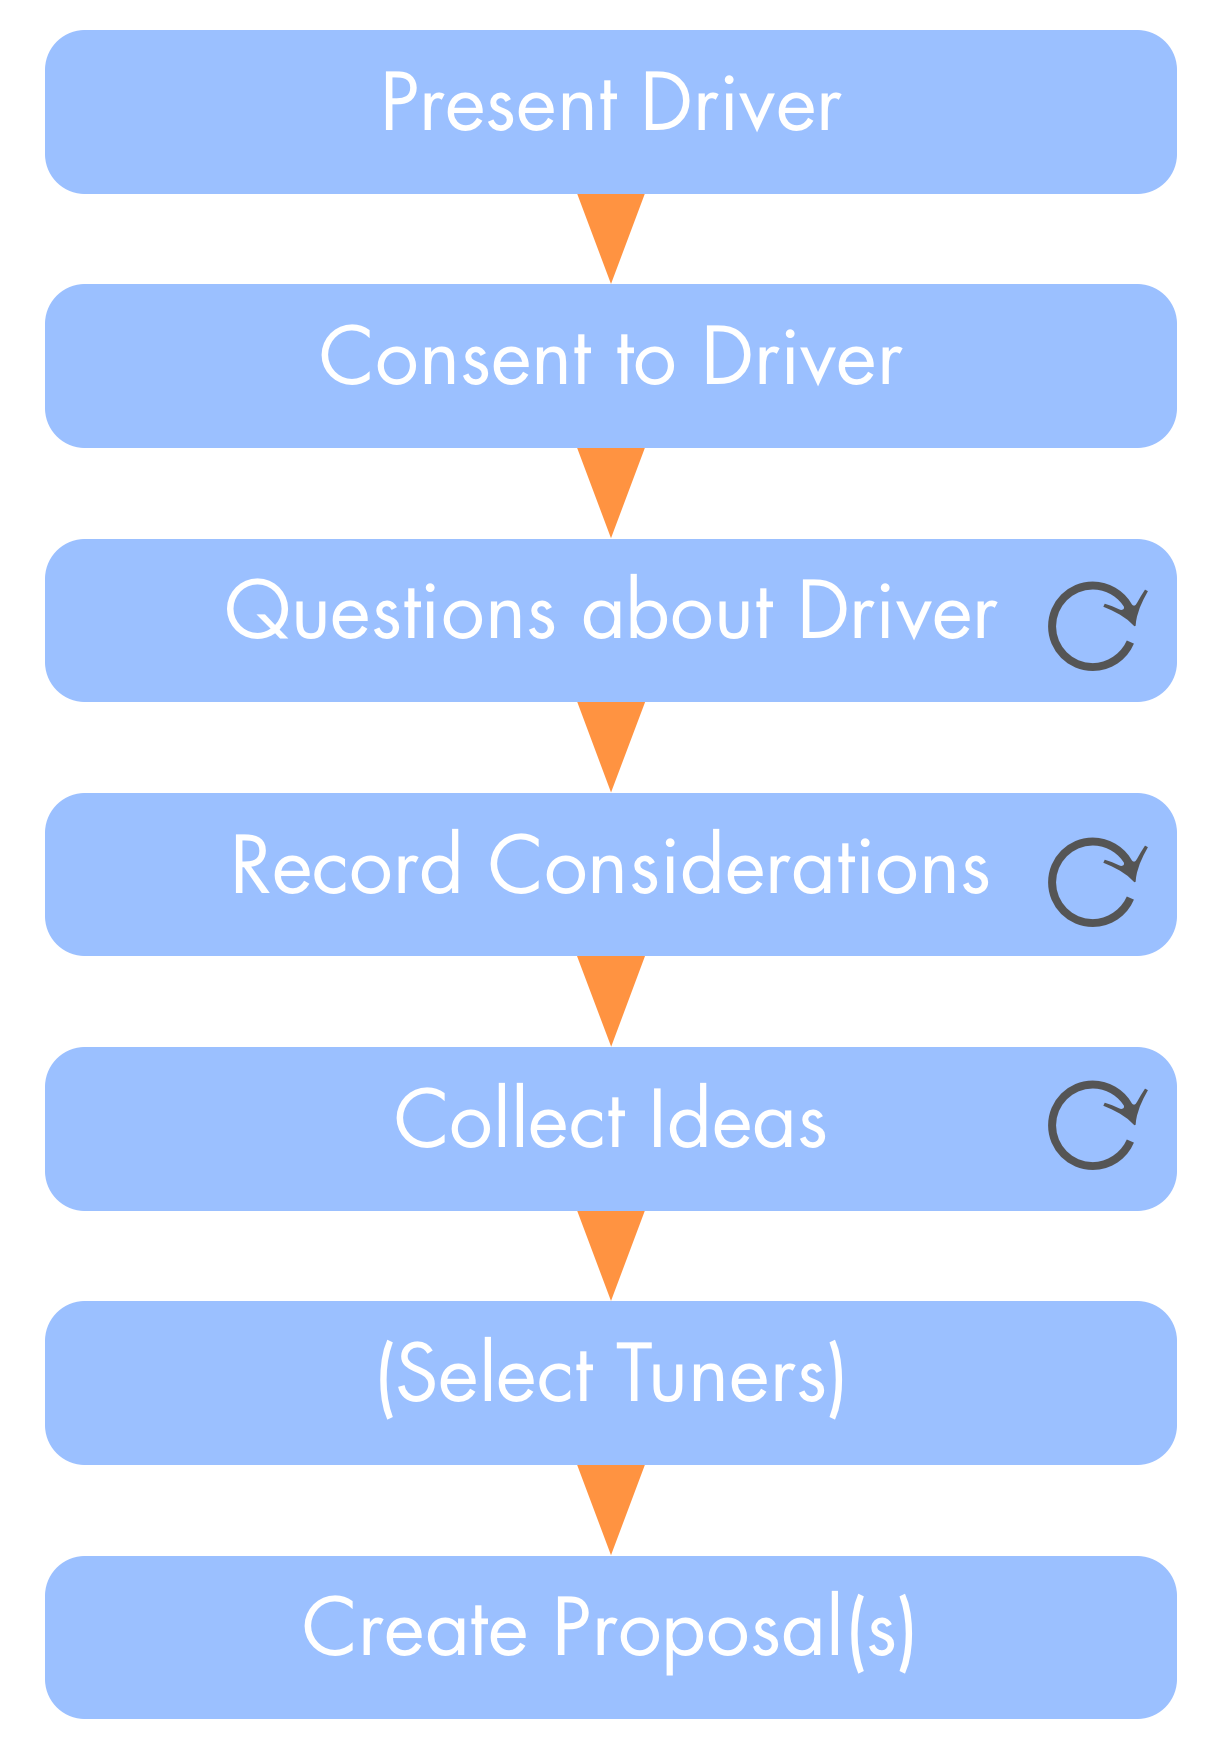 Present Driver
Consent to Driver
Questions about Driver
Record Considerations
Collect Ideas
(Select Tuners)
Create Proposal(s)